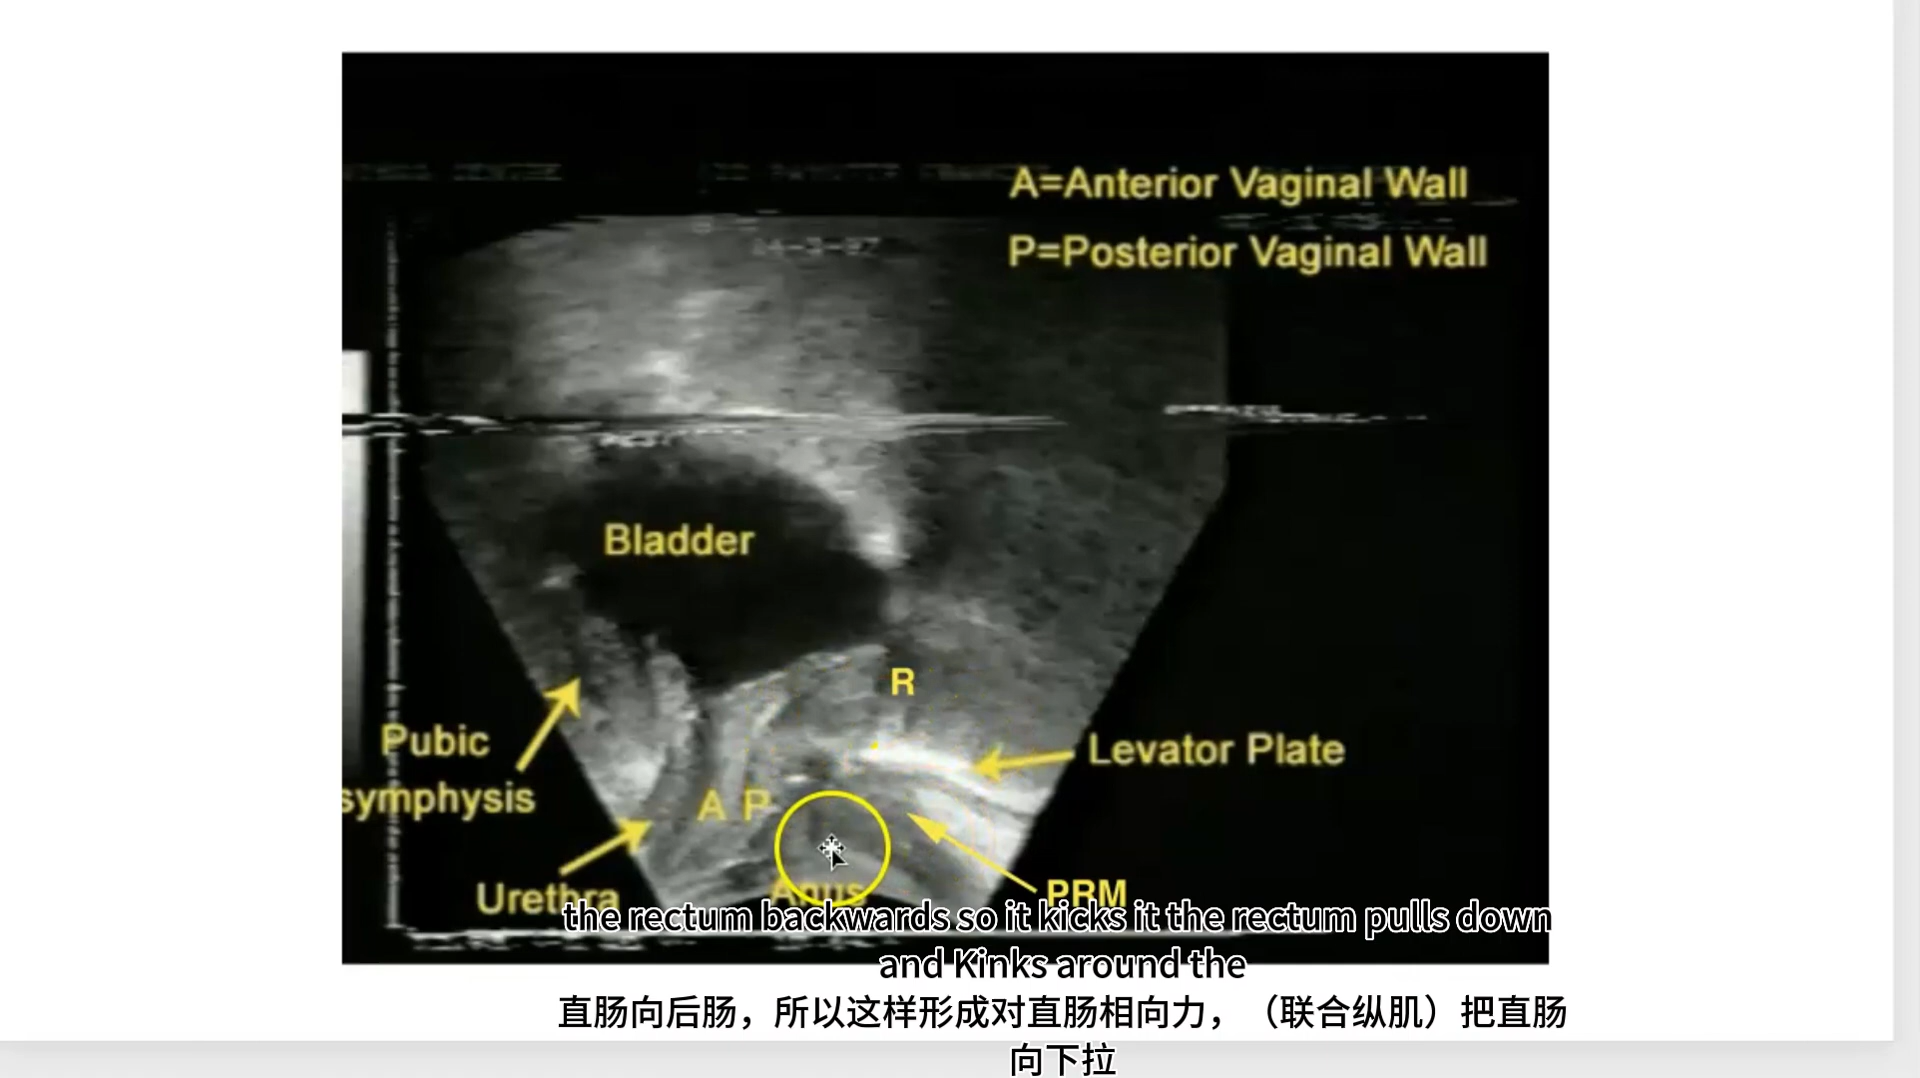 A=Anterior Vaginal Wall
P=Posterior Vaginal Wall
Bladder
R
Pubic
symphysis
Levator Plate
A P
Urethra
Anus
PRM
the rectum backwards so it kicks it the rectum pulls down
and Kinks around the
直肠向后肠，所以这样形成对直肠相向力，（联合纵肌）把直肠
向下拉